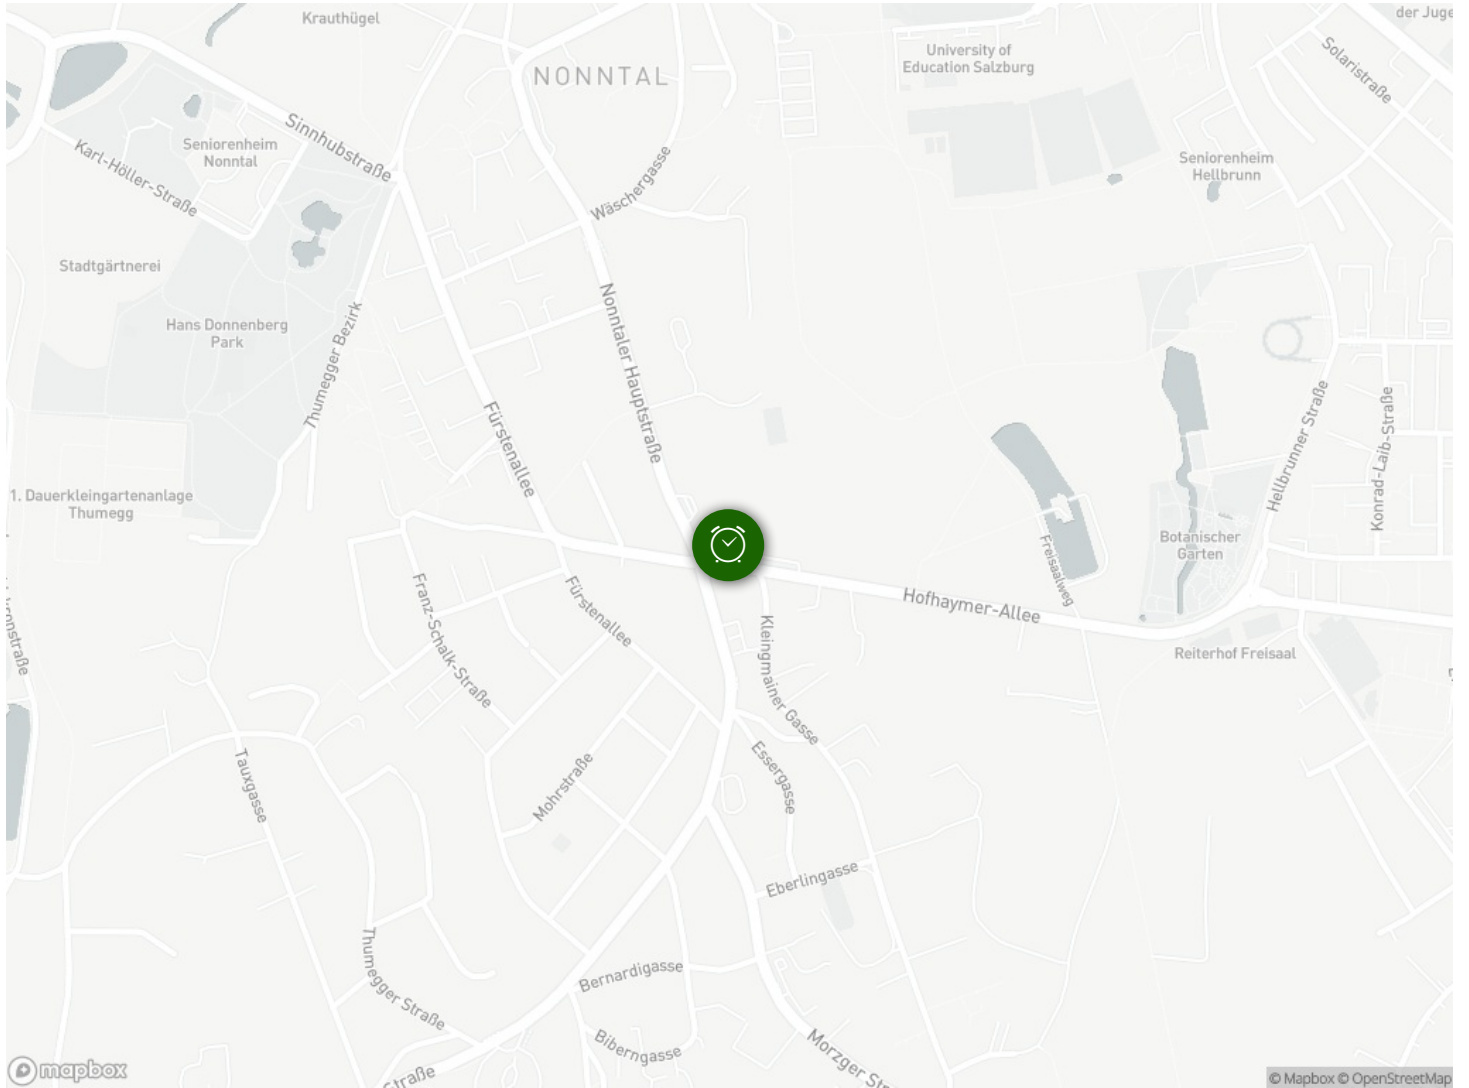 Krauthügel
der Juge
NONNTAL
University of
Education Salzburg
Solaristraße
Sinnhubstraße
Seniorenheim
Nonntal
Karl-Höller-Straße
Wäschergasse
Seniorenheim
Hellbrunn
Stadtgärtnerei
Hans Donnenberg
Park
Thumegger Bezirk
Nonntaler Hauptstraße
Fürstenallee
Hellbrunner Straße
Konrad-Laib-Straße
1. Dauerkleingartenanlage
Thumegg
Botanischer
Garten
Freisaalweg
Hofhaymer-Allee
Fürstenallee
Franz-Schalk-Straße
Kleingmainer Gasse
Reiterhof Freisaal
Tauxgasse
Mohrstraße
Essergasse
Eberlingasse
Thumegger Straße
Bernardigasse
Biberngasse
Morzger Str
Straße
mapbox
© Mapbox © OpenStreetMap